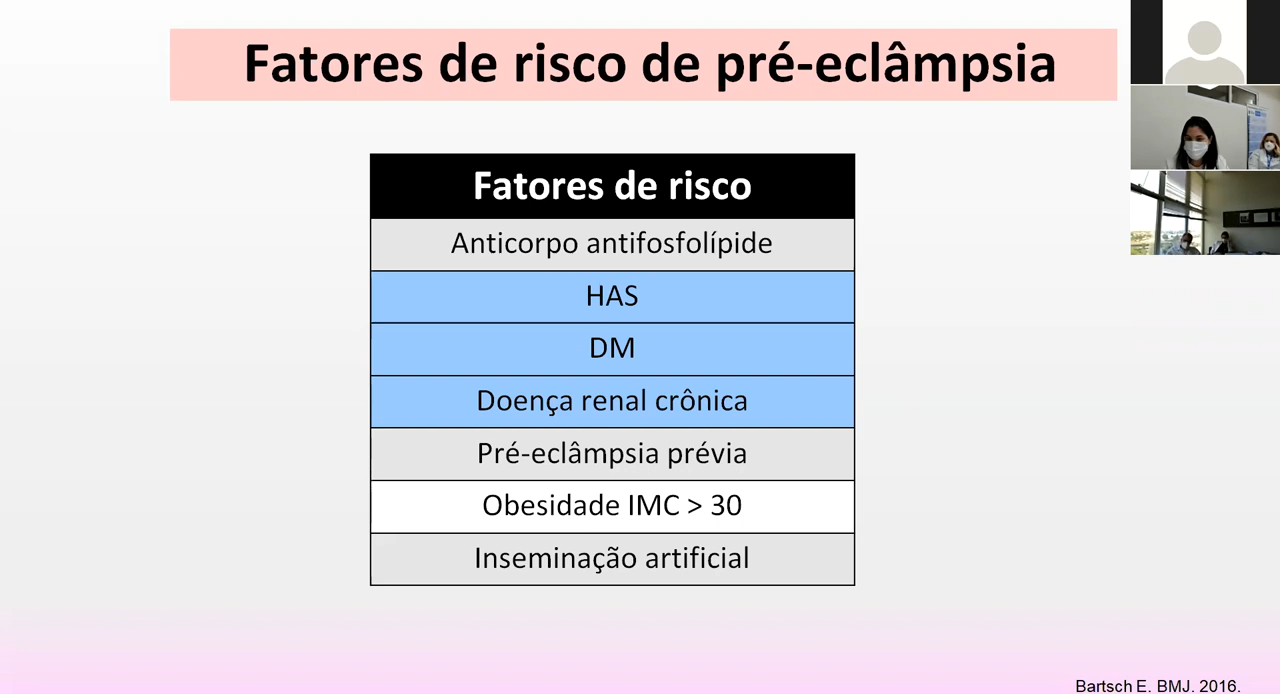 Fatores de risco de pré-eclâmpsia
Fatores de risco
Anticorpo antifosfolípide
HAS
DM
Doença renal crônica
Pré-eclâmpsia prévia
Obesidade IMC > 30
Inseminação artificial
Bartsch E. BMJ. 2016.